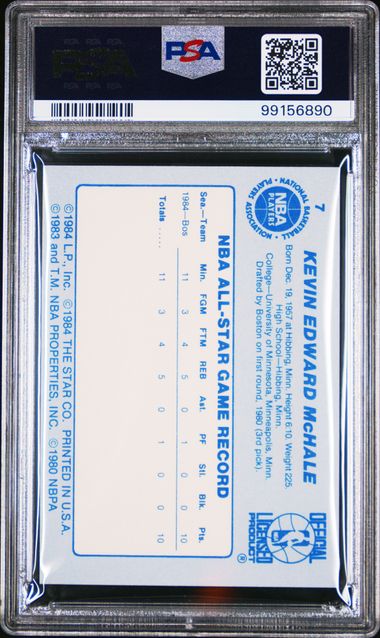 PSA
PSA
99156890
7
NATIONAL BASKETBALL
NBA
PLAYERS
PLAYERS ASSOCIATION
KEVIN EDWARD McHALE
Born Dec. 19, 1957 at Hibbing, Minn. Height 6:10. Weight 225.
High School—Hibbing, Minn.
College—University of Minnesota, Minneapolis, Minn.
Drafted by Boston on first round, 1980 (3rd pick).
OFFICIAL
LICENSED
PRODUCT
®
NBA ALL-STAR GAME RECORD
Sea.—Team Min. FGM FTM REB Ast. PF Stl. Blk. Pts.
1984—Bos 11 3 4 5 0 1 0 0 10
Totals ..... 11 3 4 5 0 1 0 0 10
©1984 L.P., Inc. ©1984 THE STAR CO. PRINTED IN U.S.A.
©1983 and T.M. NBA PROPERTIES, INC. ©1980 NBPA